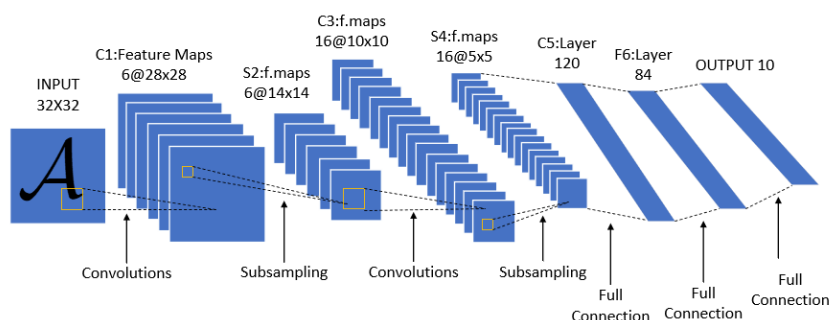 INPUT
32X32
A
C1:Feature Maps
6@28x28
S2:f.maps
6@14x14
C3:f.maps
16@10x10
S4:f.maps
16@5x5
C5:Layer
120
F6:Layer
84
OUTPUT 10
Convolutions
Subsampling
Convolutions
Subsampling
Full
Connection
Full
Connection
Full
Connection